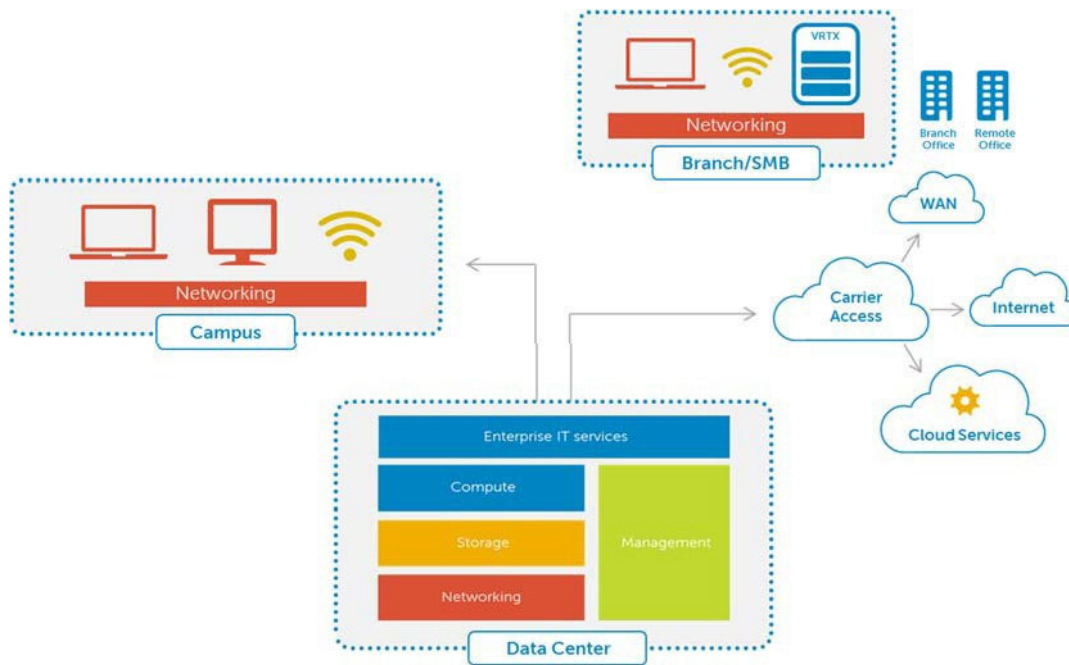 VRTX
Networking
Branch/SMB
Branch
Office
Remote
Office
WAN
Networking
Campus
Carrier
Access
Internet
Cloud Services
Enterprise IT services
Compute
Storage
Management
Networking
Data Center